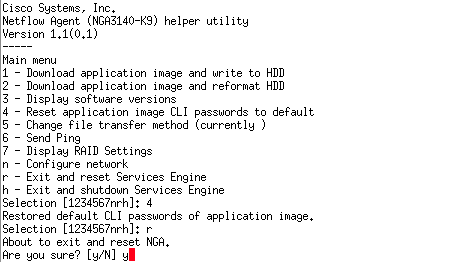 Cisco Systems, Inc.
Netflow Agent (NGA3140-K9) helper utility
Version 1.1(0.1)
-----
Main menu
1 - Download application image and write to HDD
2 - Download application image and reformat HDD
3 - Display software versions
4 - Reset application image CLI passwords to default
5 - Change file transfer method (currently )
6 - Send Ping
7 - Display RAID Settings
n - Configure network
r - Exit and reset Services Engine
h - Exit and shutdown Services Engine
Selection [1234567nrh]: 4
Restored default CLI passwords of application image.
Selection [1234567nrh]: r
About to exit and reset NGA.
Are you sure? [y/N] y